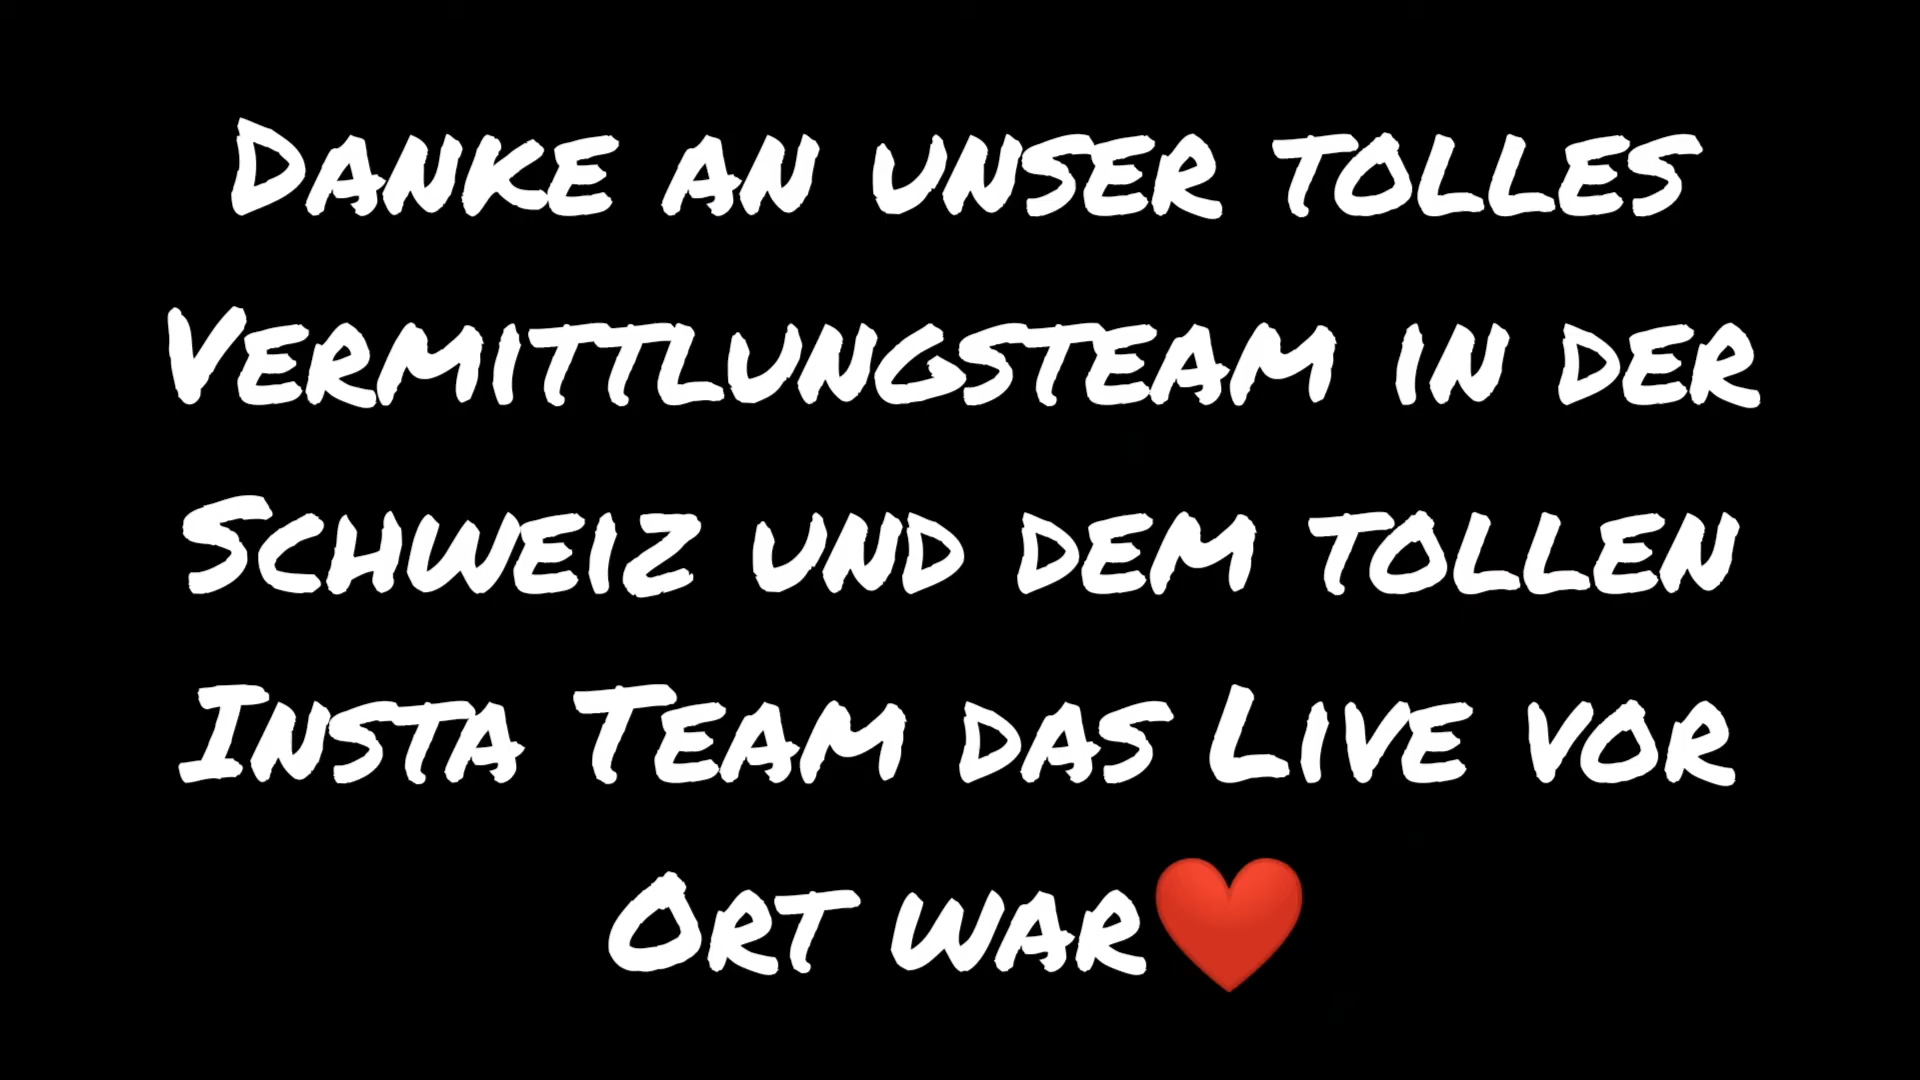 Danke an unser tolles
Vermittlungsteam in der
Schweiz und dem tollen
Insta Team das Live vor
Ort war❤️